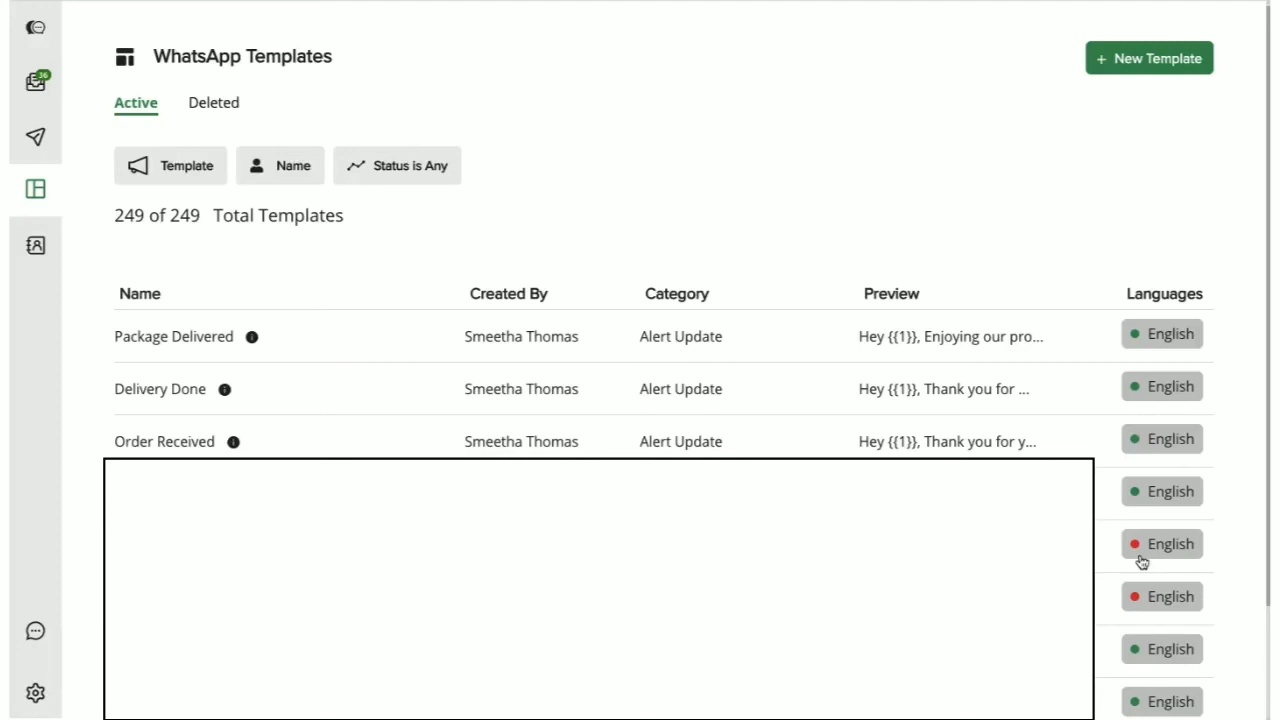 36
WhatsApp Templates
+ New Template
Active Deleted
Template Name Status is Any
249 of 249 Total Templates
Name Created By Category Preview Languages
Package Delivered Smeetha Thomas Alert Update Hey {{1}}, Enjoying our pro... English
Delivery Done Smeetha Thomas Alert Update Hey {{1}}, Thank you for ... English
Order Received Smeetha Thomas Alert Update Hey {{1}}, Thank you for y... English
English
English
English
English
English